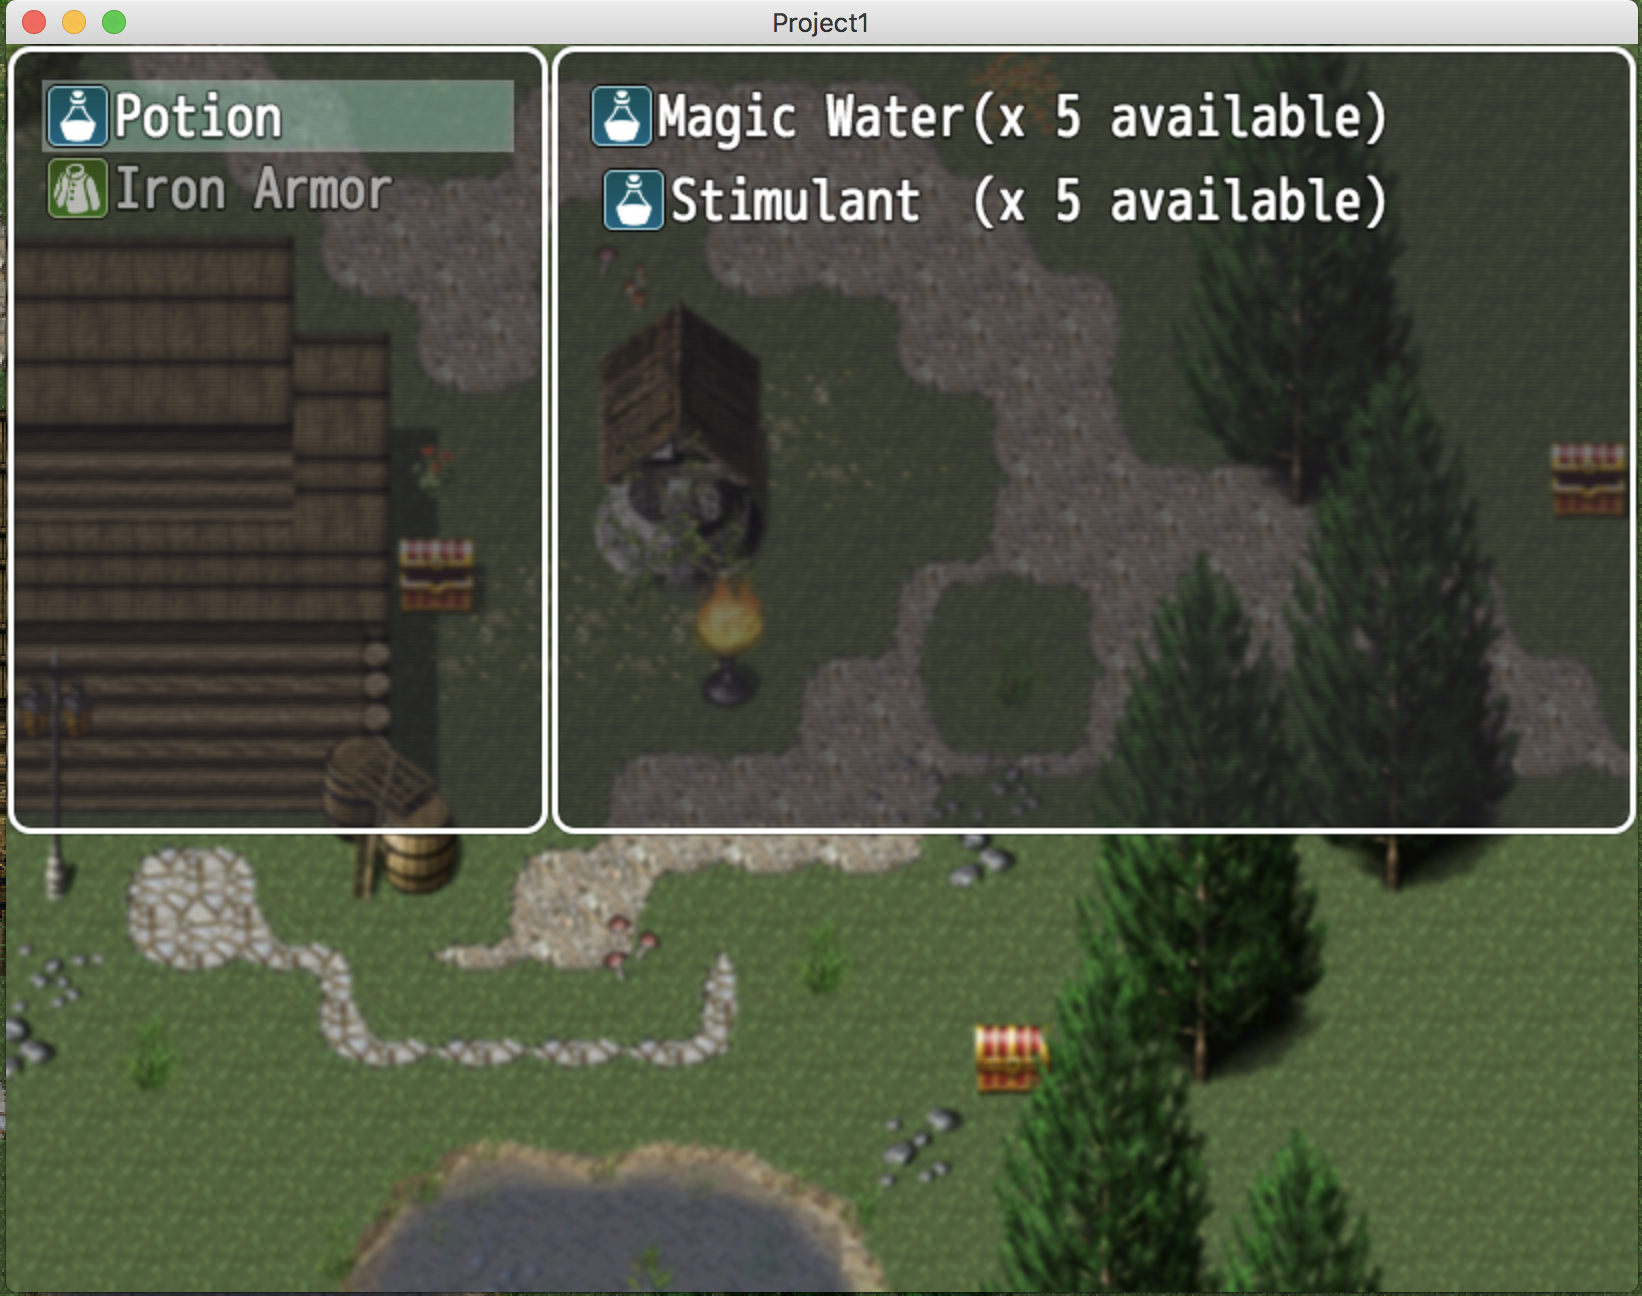 Project1
Potion
Iron Armor
Magic Water(x 5 available)
Stimulant (x 5 available)